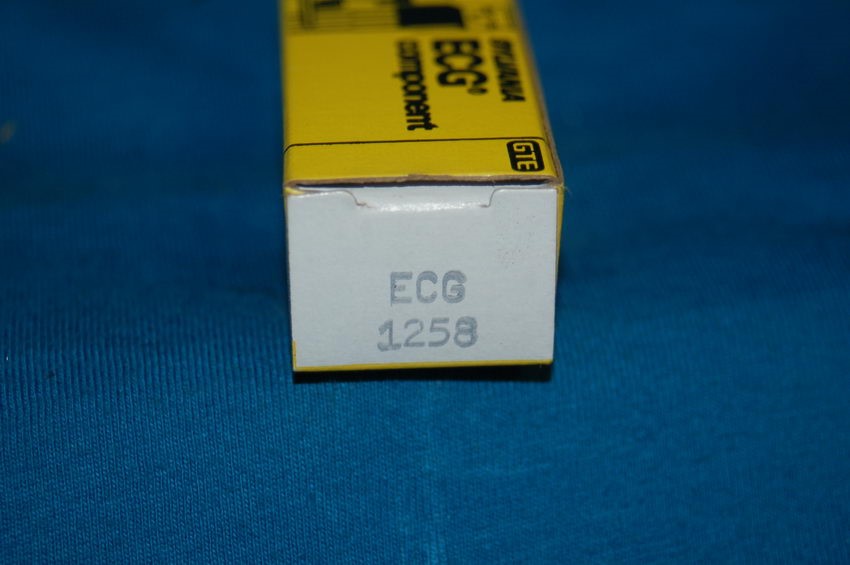 SYLVANIA
ECG®
component
GTE
ECG
1258